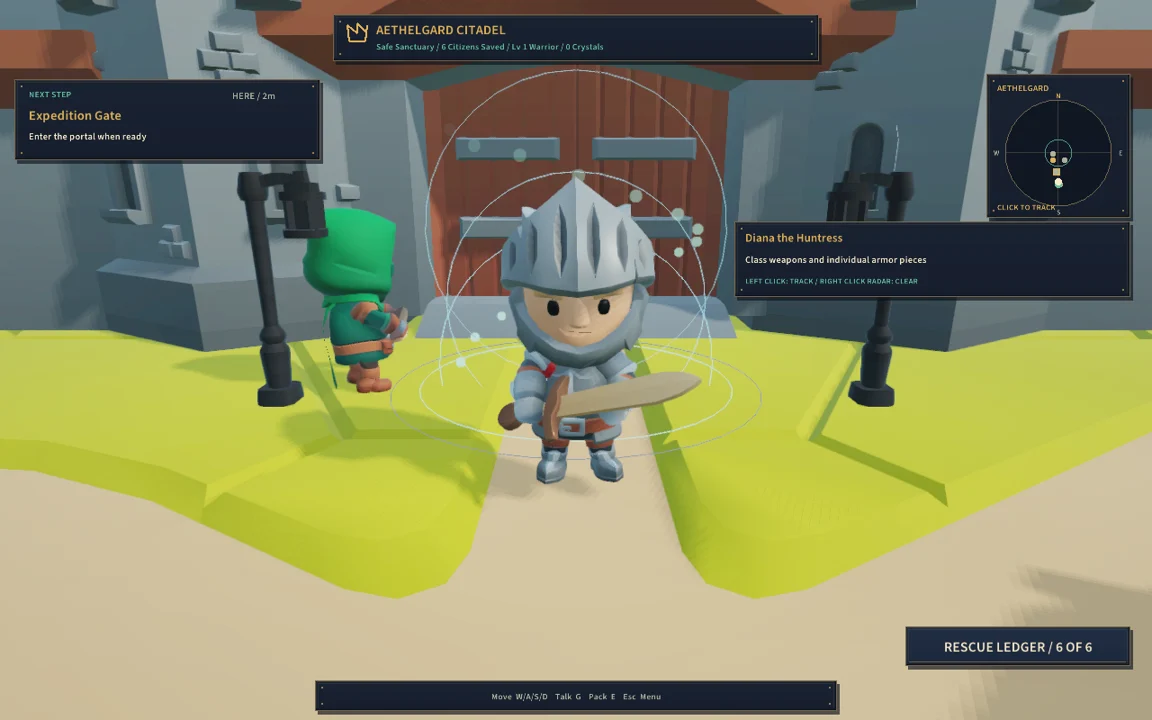 AETHELGARD CITADEL
Safe Sanctuary / 6 Citizens Saved / Lv 1 Warrior / 0 Crystals
NEXT STEP
HERE / 2m
Expedition Gate
Enter the portal when ready
AETHELGARD
N
W
E
CLICK TO TRACK
S
Diana the Huntress
Class weapons and individual armor pieces
LEFT CLICK: TRACK / RIGHT CLICK RADAR: CLEAR
RESCUE LEDGER / 6 OF 6
Move W/A/S/D Talk G Pack E Esc Menu